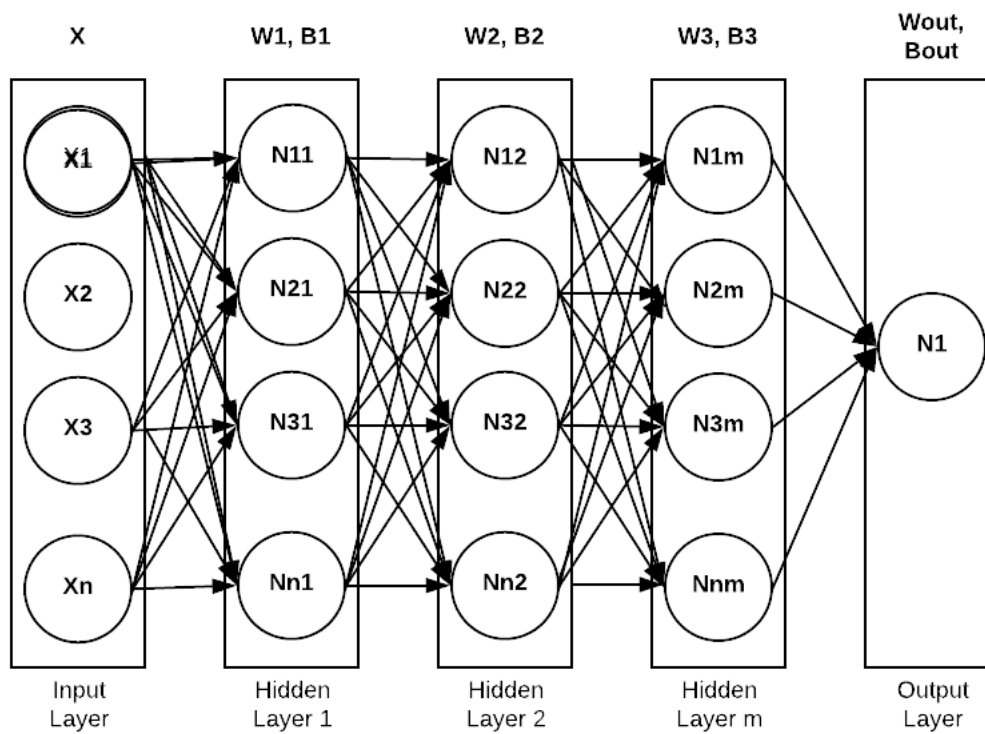 X
W1, B1
W2, B2
W3, B3
Wout,
Bout
X1
X2
X3
Xn
N11
N21
N31
Nn1
N12
N22
N32
Nn2
N1m
N2m
N3m
Nnm
N1
Input
Layer
Hidden
Layer 1
Hidden
Layer 2
Hidden
Layer m
Output
Layer